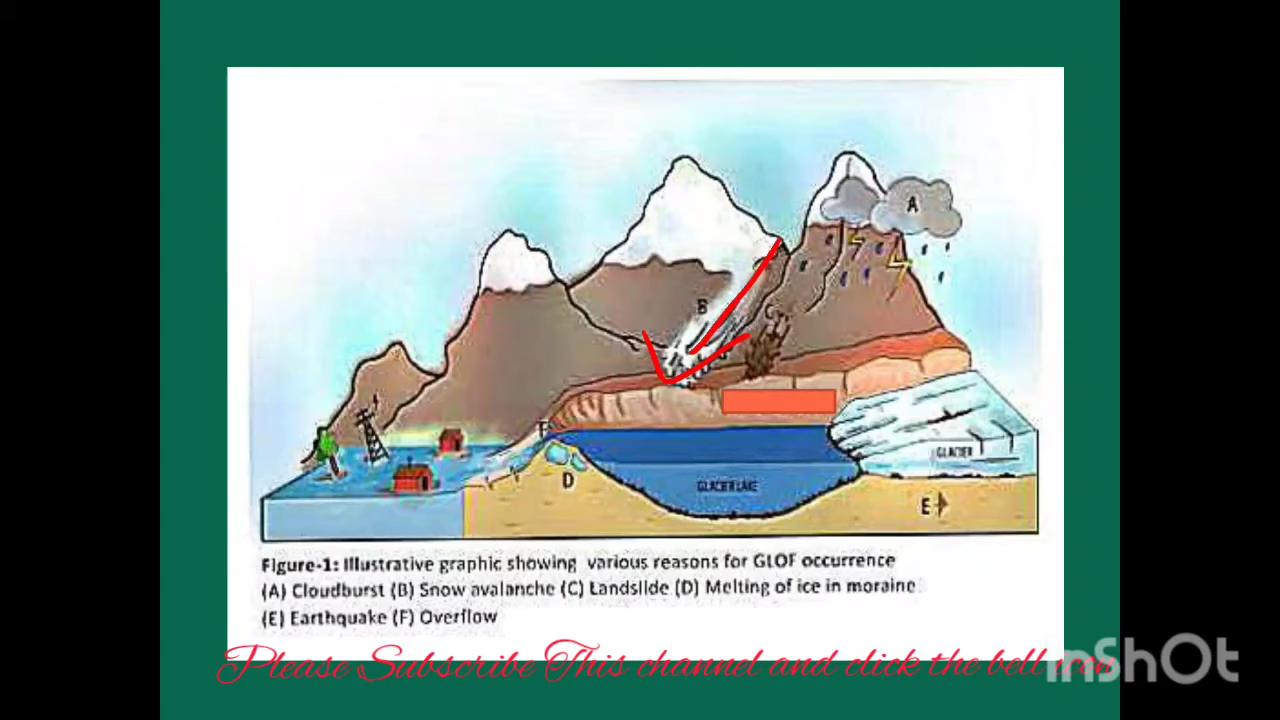 A
B
C
F
GLACIER
D
GLACIER LAKE
E
Figure-1: Illustrative graphic showing various reasons for GLOF occurrence
(A) Cloudburst (B) Snow avalanche (C) Landslide (D) Melting of ice in moraine
(E) Earthquake (F) Overflow
Please Subscribe This channel and click the bell icon
inShOt